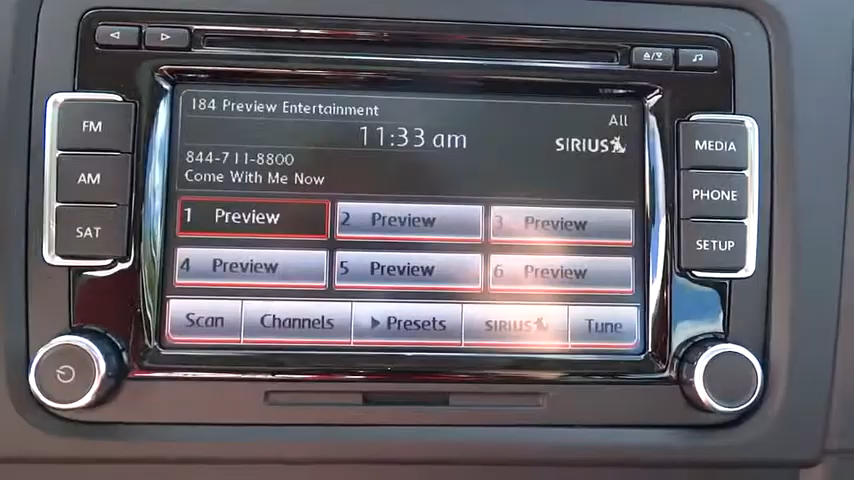 184 Preview Entertainment
All
11:33 am
SIRIUS
844-711-8800
Come With Me Now
1 Preview
2 Preview
3 Preview
4 Preview
5 Preview
6 Preview
Scan Channels Presets SIRIUS Tune
FM
AM
SAT
MEDIA
PHONE
SETUP